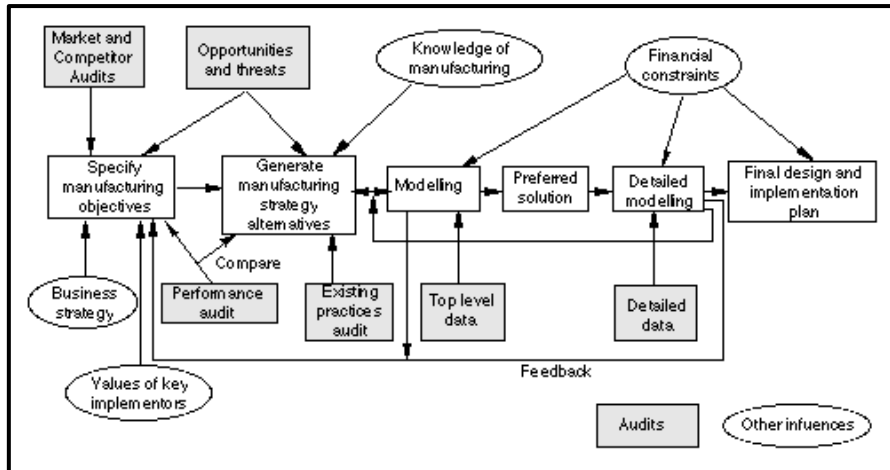 Market and
Competitor
Audits
Opportunities
and threats
Knowledge of
manufacturing
Financial
constraints
Specify
manufacturing
objectives
Generate
manufacturing
strategy
alternatives
Modelling
Preferred
solution
Detailed
modelling
Final design and
implementation
plan
Compare
Business
strategy
Performance
audit
Existing
practices
audit
Top level
data
Detailed
data
Values of key
implementors
Feedback
Audits
Other infuences